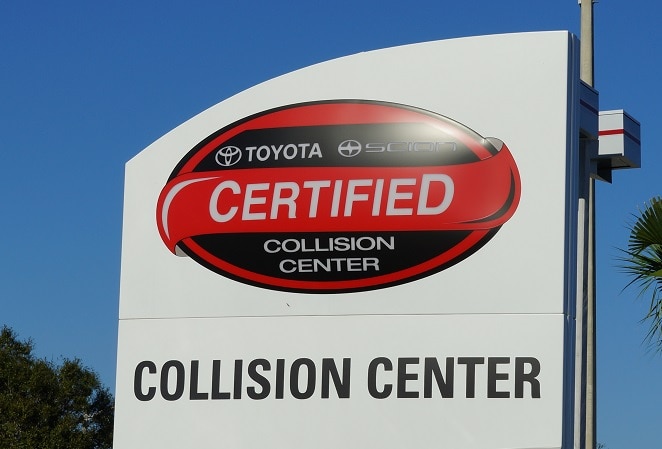 TOYOTA SCION
CERTIFIED
COLLISION
CENTER
COLLISION CENTER